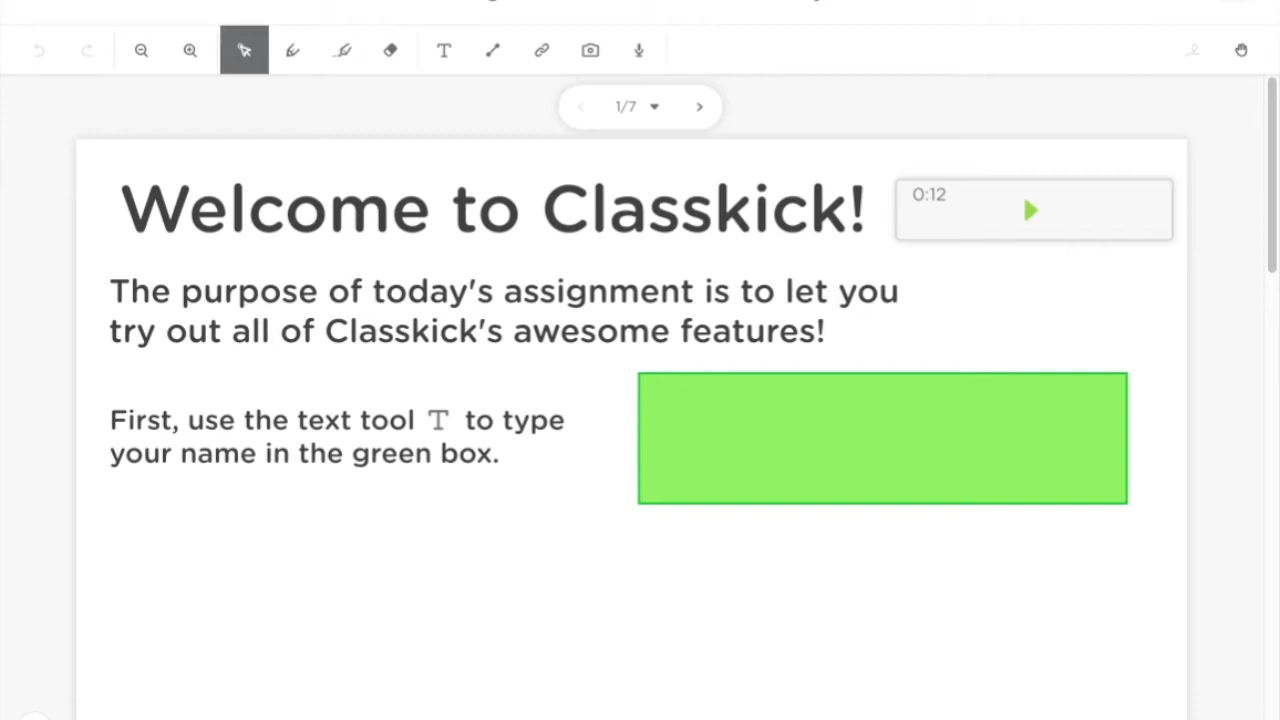 1/7
Welcome to Classkick!
0:12
The purpose of today's assignment is to let you
try out all of Classkick's awesome features!
First, use the text tool T to type
your name in the green box.